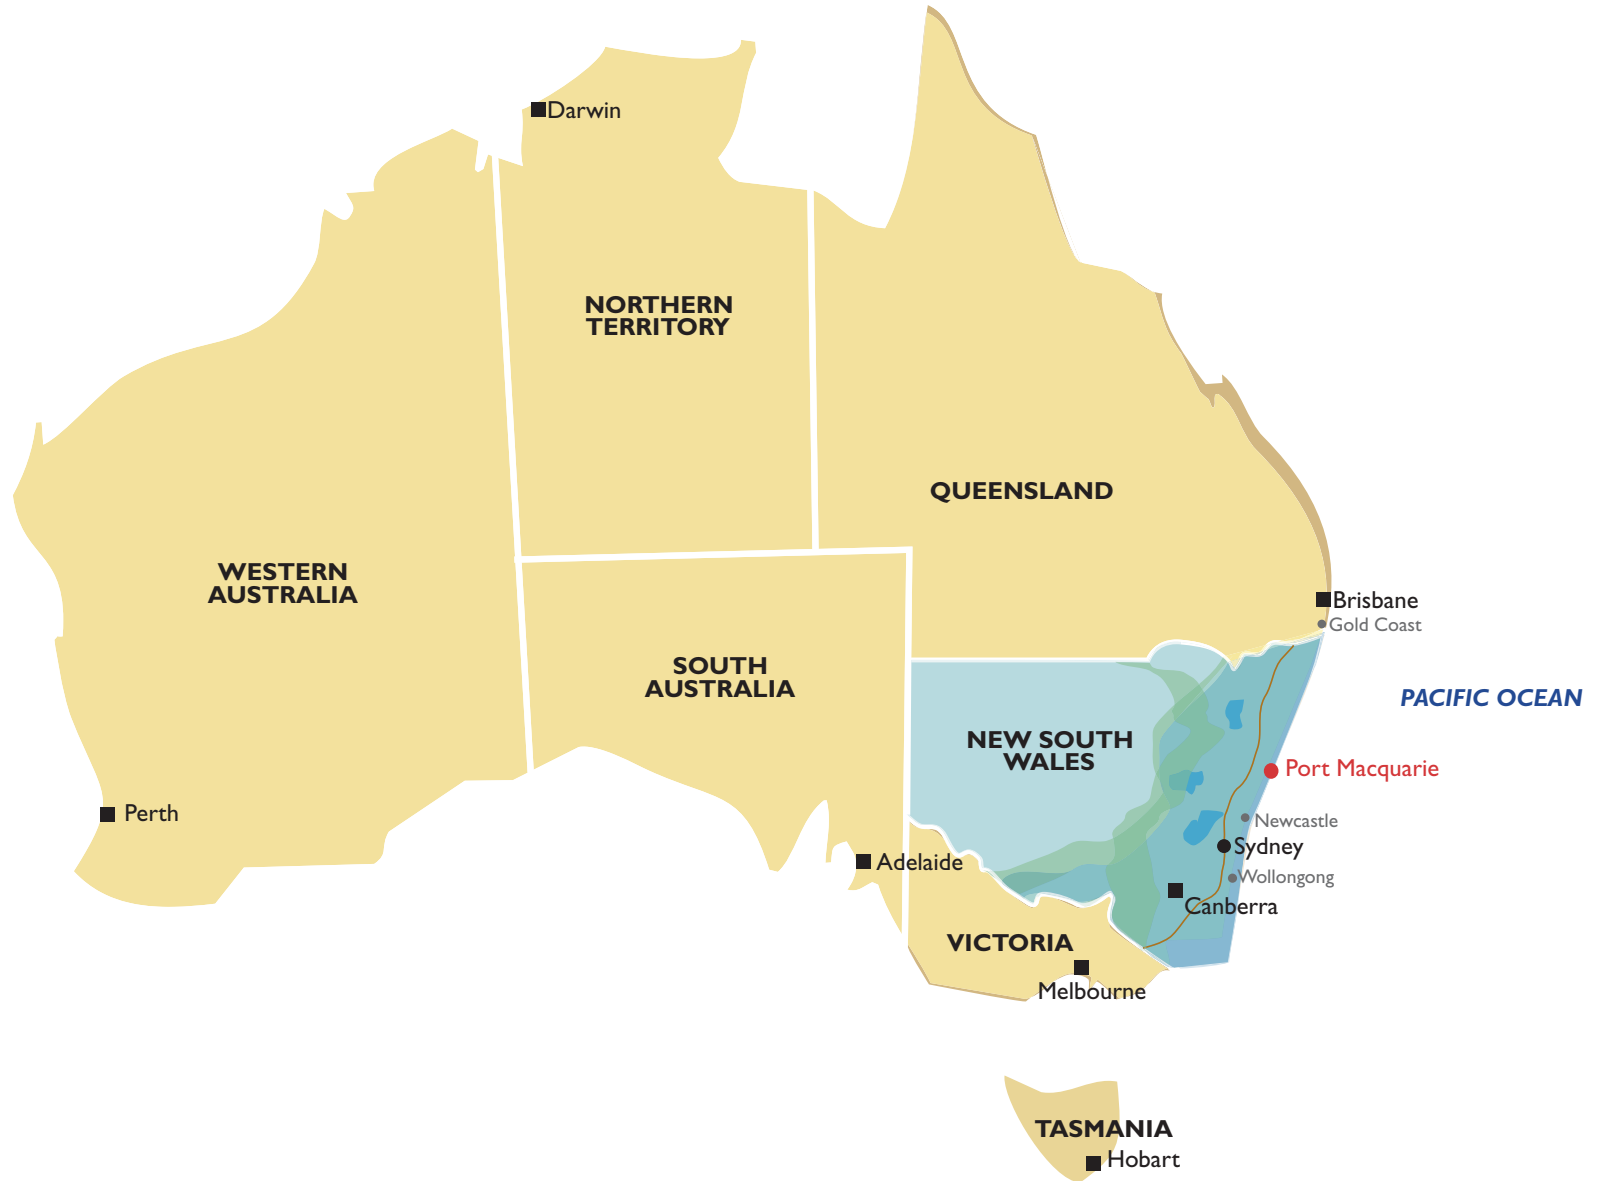 Darwin
NORTHERN
TERRITORY
QUEENSLAND
WESTERN
AUSTRALIA
Brisbane
Gold Coast
SOUTH
AUSTRALIA
PACIFIC OCEAN
NEW SOUTH
WALES
Port Macquarie
Perth
Newcastle
Sydney
Adelaide
Wollongong
Canberra
VICTORIA
Melbourne
TASMANIA
Hobart